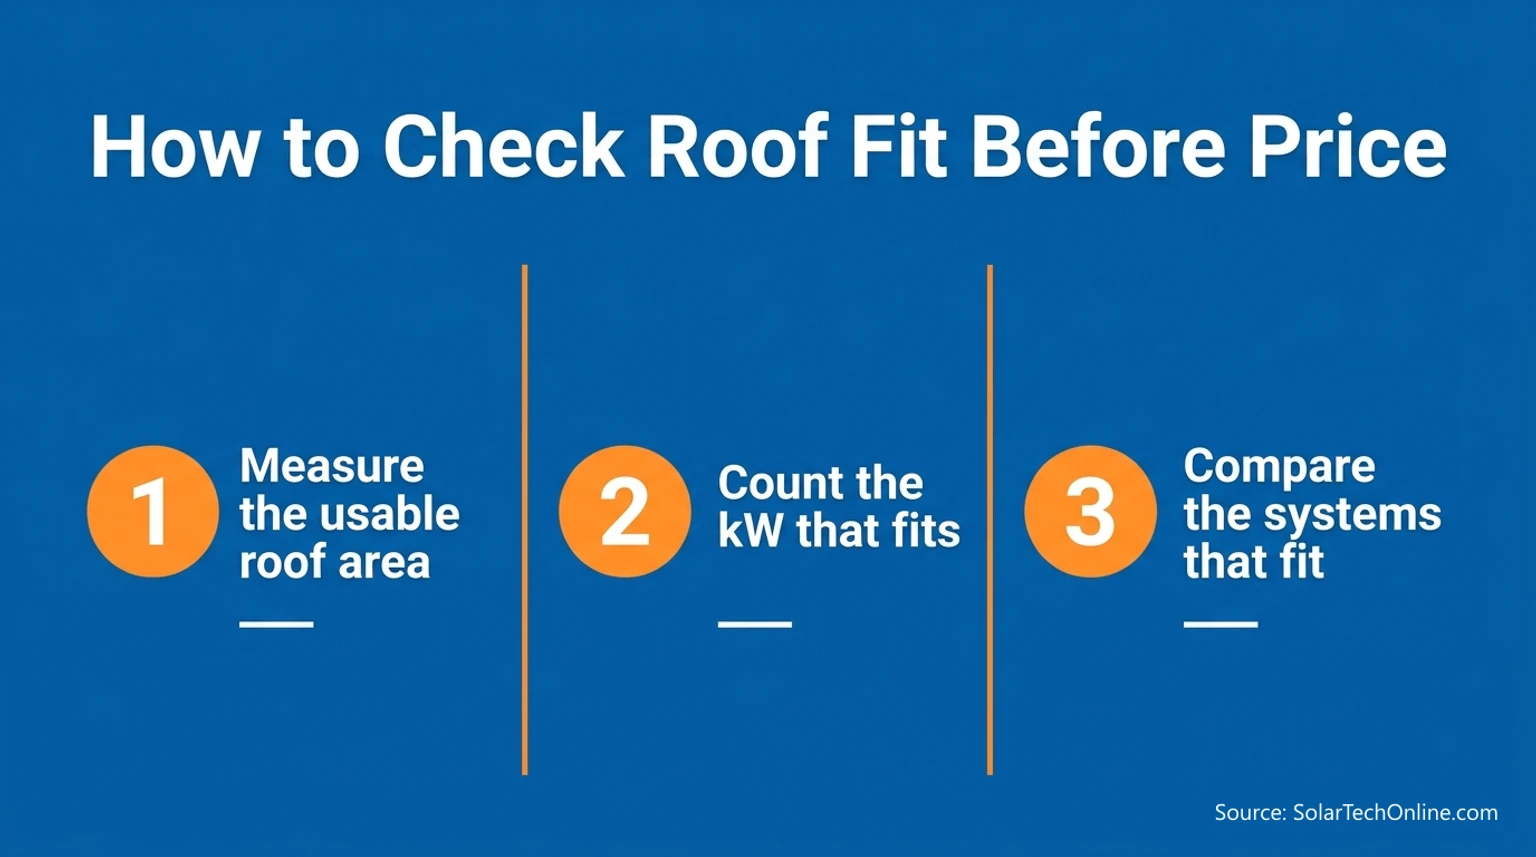 How to Check Roof Fit Before Price
1
Measure
the usable
roof area
2
Count the
kW that fits
3
Compare
the systems
that fit
Source: SolarTechOnline.com